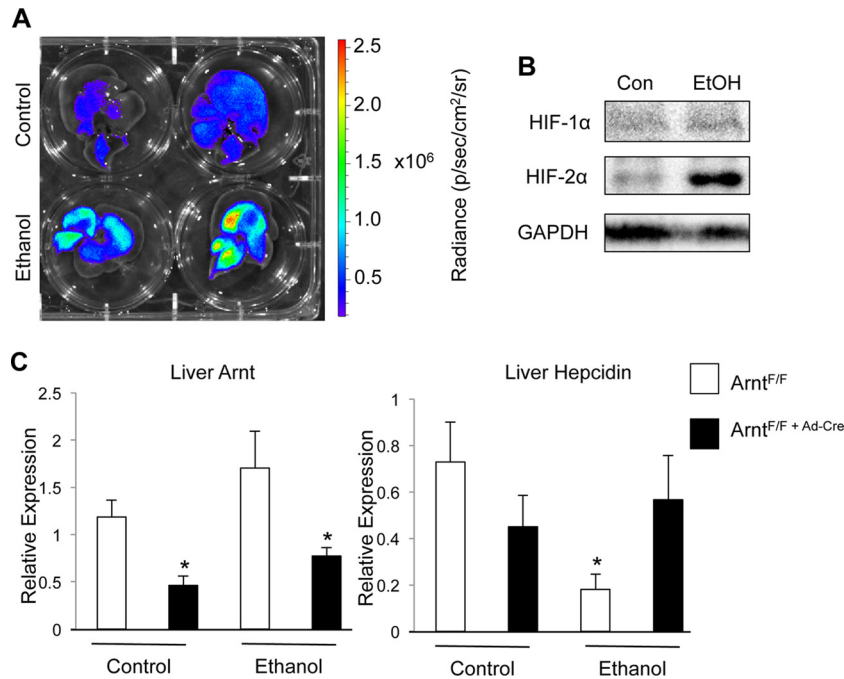 A
Control
Ethanol
2.5
2.0
1.5
x10⁶
1.0
0.5
Radiance (p/sec/cm²/sr)
B
Con EtOH
HIF-1α
HIF-2α
GAPDH
C
Liver Arnt
Relative Expression
2.5
2
1.5
1
0.5
0
*
*
Control Ethanol
Liver Hepcidin
Relative Expression
1
0.8
0.6
0.4
0.2
0
*
Control Ethanol
Arnt^F/F
Arnt^F/F + Ad-Cre